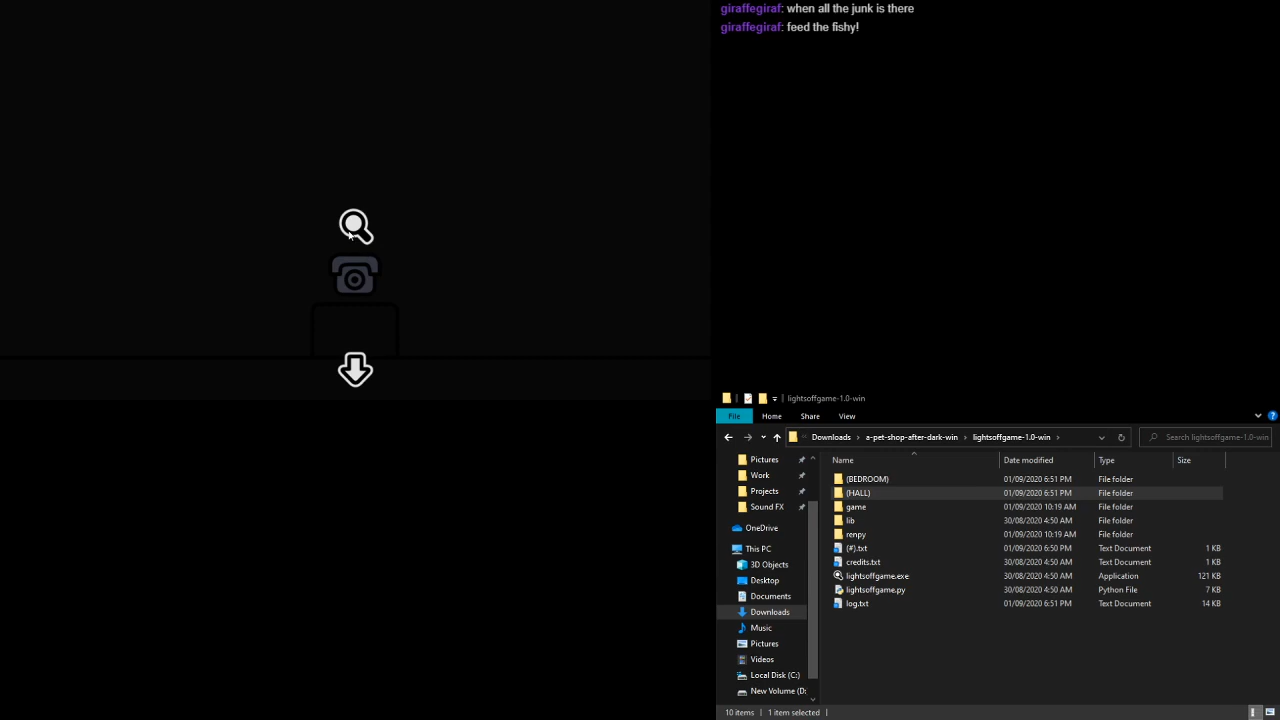 giraffegiraf: when all the junk is there
giraffegiraf: feed the fishy!
lightsoffgame-1.0-win
File Home Share View
Downloads a-pet-shop-after-dark-win lightsoffgame-1.0-win Search lightsoffgame-1.0-win
Name Date modified Type Size
Pictures
Work
Projects
Sound FX
OneDrive
This PC
3D Objects
Desktop
Documents
Downloads
Music
Pictures
Videos
Local Disk (C:)
New Volume (D:
(BEDROOM) 01/09/2020 6:51 PM File folder
(HALL) 01/09/2020 6:51 PM File folder
game 01/09/2020 10:19 AM File folder
lib 30/08/2020 4:50 AM File folder
renpy 01/09/2020 10:19 AM File folder
(#).txt 01/09/2020 6:50 PM Text Document 1 KB
credits.txt 30/08/2020 4:50 AM Text Document 1 KB
lightsoffgame.exe 30/08/2020 4:50 AM Application 121 KB
lightsoffgame.py 30/08/2020 4:50 AM Python File 7 KB
log.txt 01/09/2020 6:51 PM Text Document 14 KB
10 items 1 item selected